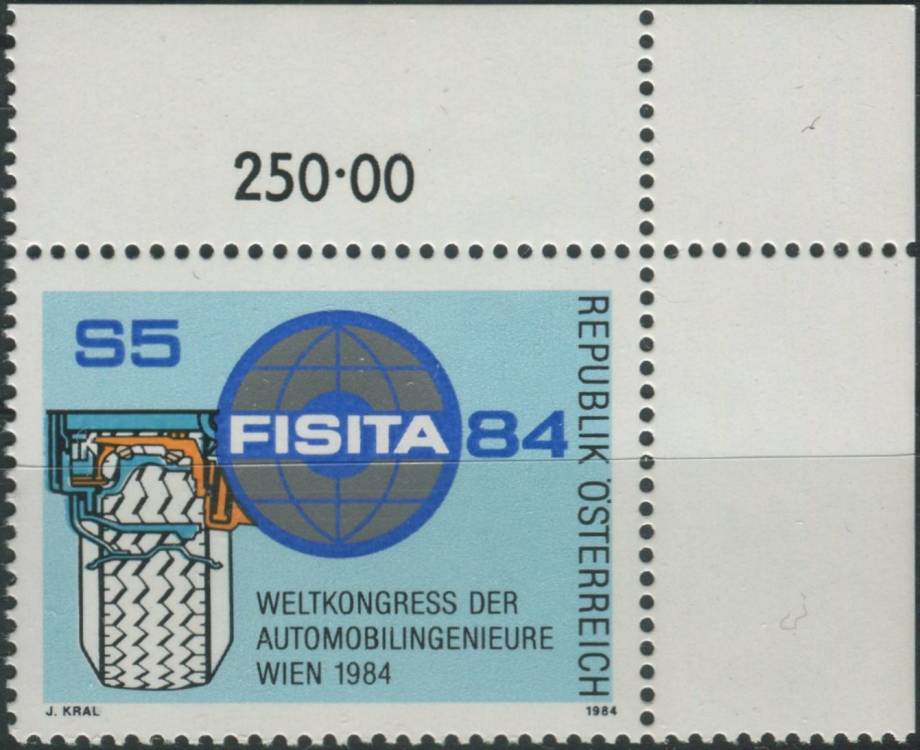 250·00
S5
FISITA 84
REPUBLIK ÖSTERREICH
WELTKONGRESS DER
AUTOMOBILINGENIEURE
WIEN 1984
J. KRAL
1984